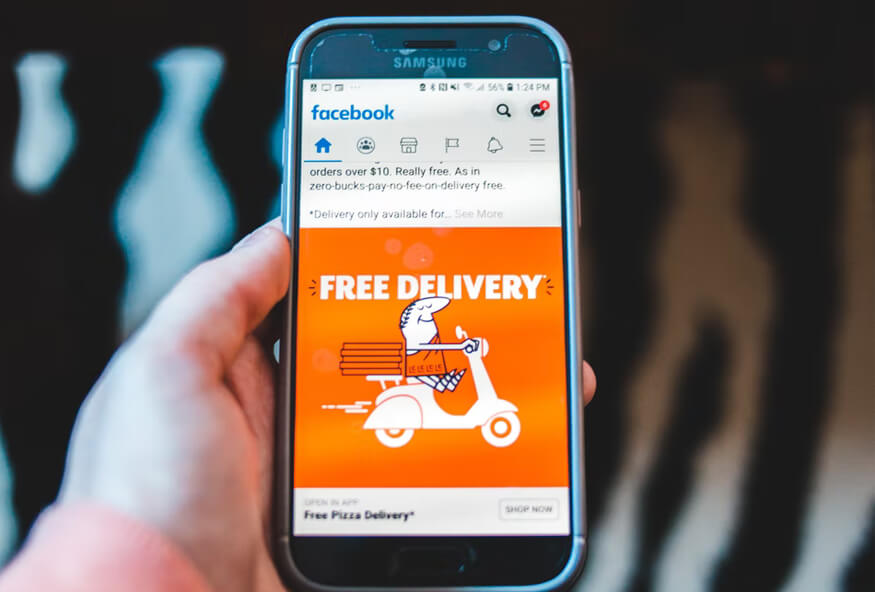 SAMSUNG
56% 1:24 PM
facebook
orders over $10. Really free. As in
zero-bucks-pay-no-fee-on-delivery free.
*Delivery only available for... See More
FREE DELIVERY*
OPEN IN APP
Free Pizza Delivery*
SHOP NOW